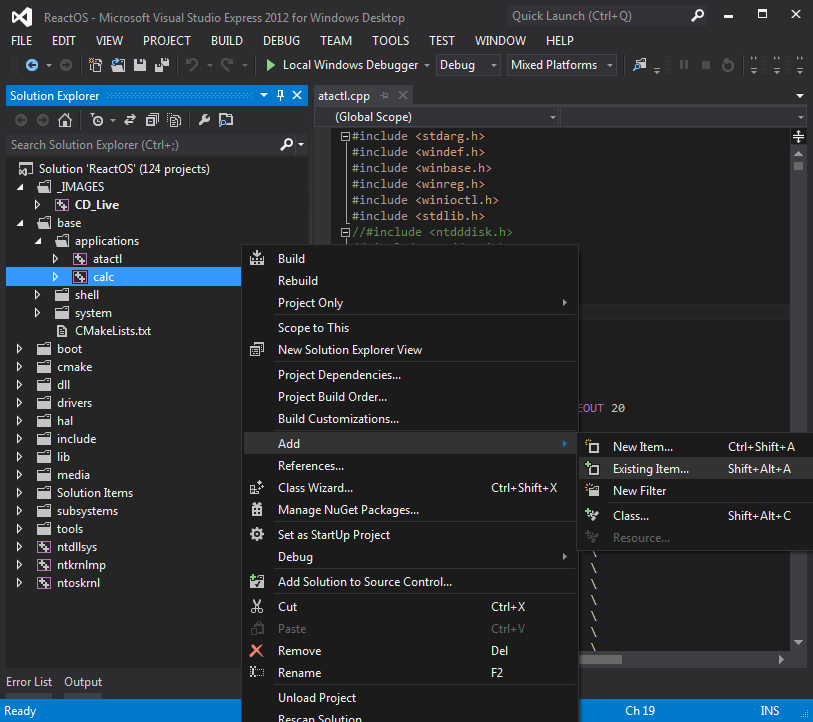 ReactOS - Microsoft Visual Studio Express 2012 for Windows Desktop
Quick Launch (Ctrl+Q)
FILE EDIT VIEW PROJECT BUILD DEBUG TEAM TOOLS TEST WINDOW HELP
Local Windows Debugger Debug Mixed Platforms
Solution Explorer
Search Solution Explorer (Ctrl+;)
Solution 'ReactOS' (124 projects)
_IMAGES
CD_Live
base
applications
atactl
calc
shell
system
CMakeLists.txt
boot
cmake
dll
drivers
hal
include
lib
media
Solution Items
subsystems
tools
ntdllsys
ntkrnlmp
ntoskrnl
atactl.cpp
(Global Scope)
#include <stdarg.h>
#include <windef.h>
#include <winbase.h>
#include <winreg.h>
#include <winioctl.h>
#include <stdlib.h>
//#include <ntdddisk.h>
EOUT 20
\
\
\
\
\
\
Build
Rebuild
Project Only
Scope to This
New Solution Explorer View
Project Dependencies...
Project Build Order...
Build Customizations...
Add
References...
Class Wizard... Ctrl+Shift+X
Manage NuGet Packages...
Set as StartUp Project
Debug
Add Solution to Source Control...
Cut Ctrl+X
Paste Ctrl+V
Remove Del
Rename F2
Unload Project
Rescan Solution
New Item... Ctrl+Shift+A
Existing Item... Shift+Alt+A
New Filter
Class... Shift+Alt+C
Resource...
Error List Output
Ready Ch 19 INS